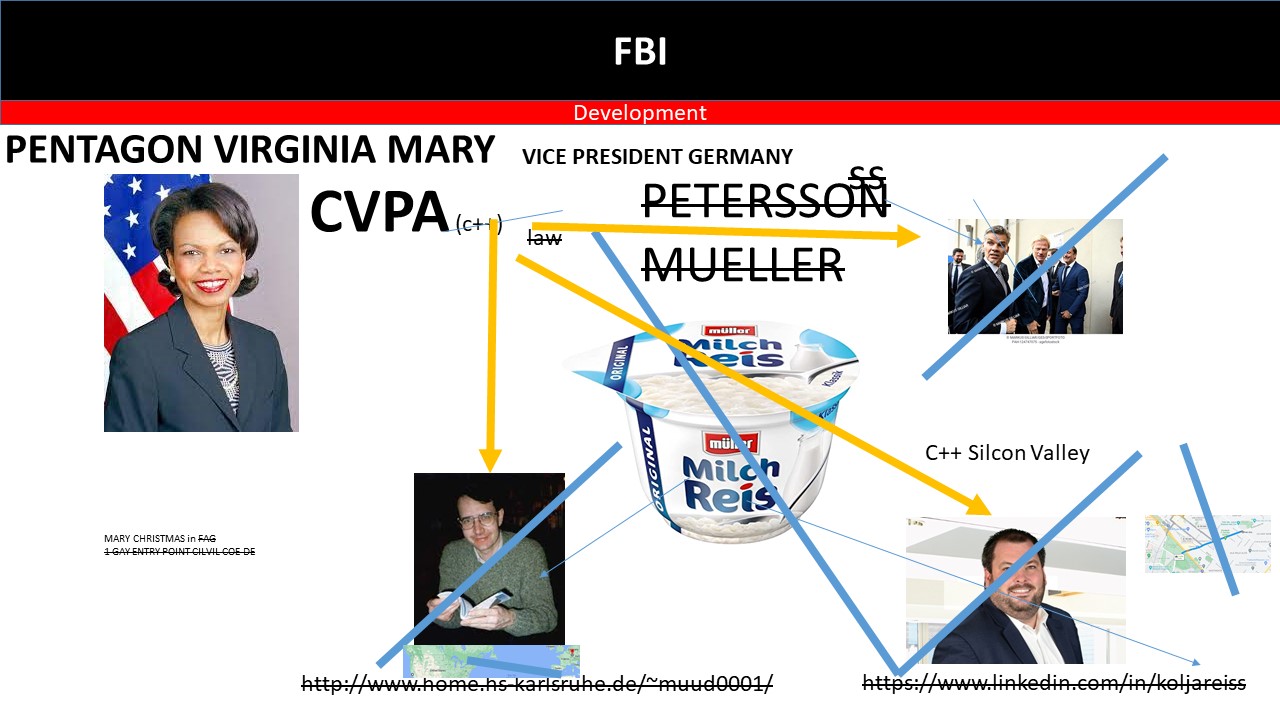 FBI
Development
PENTAGON VIRGINIA MARY
VICE PRESIDENT GERMANY
SS
CVPA (c++)
PETERSSON
law
MUELLER
müller
Milch
Reis
ORIGINAL
Klassik
müller
Milch
Reis
ORIGINAL
C++ Silcon Valley
MARY CHRISTMAS in FAG
1 GAY ENTRY POINT CILVIL COE DE
http://www.home.hs-karlsruhe.de/~muud0001/
https://www.linkedin.com/in/koljareiss